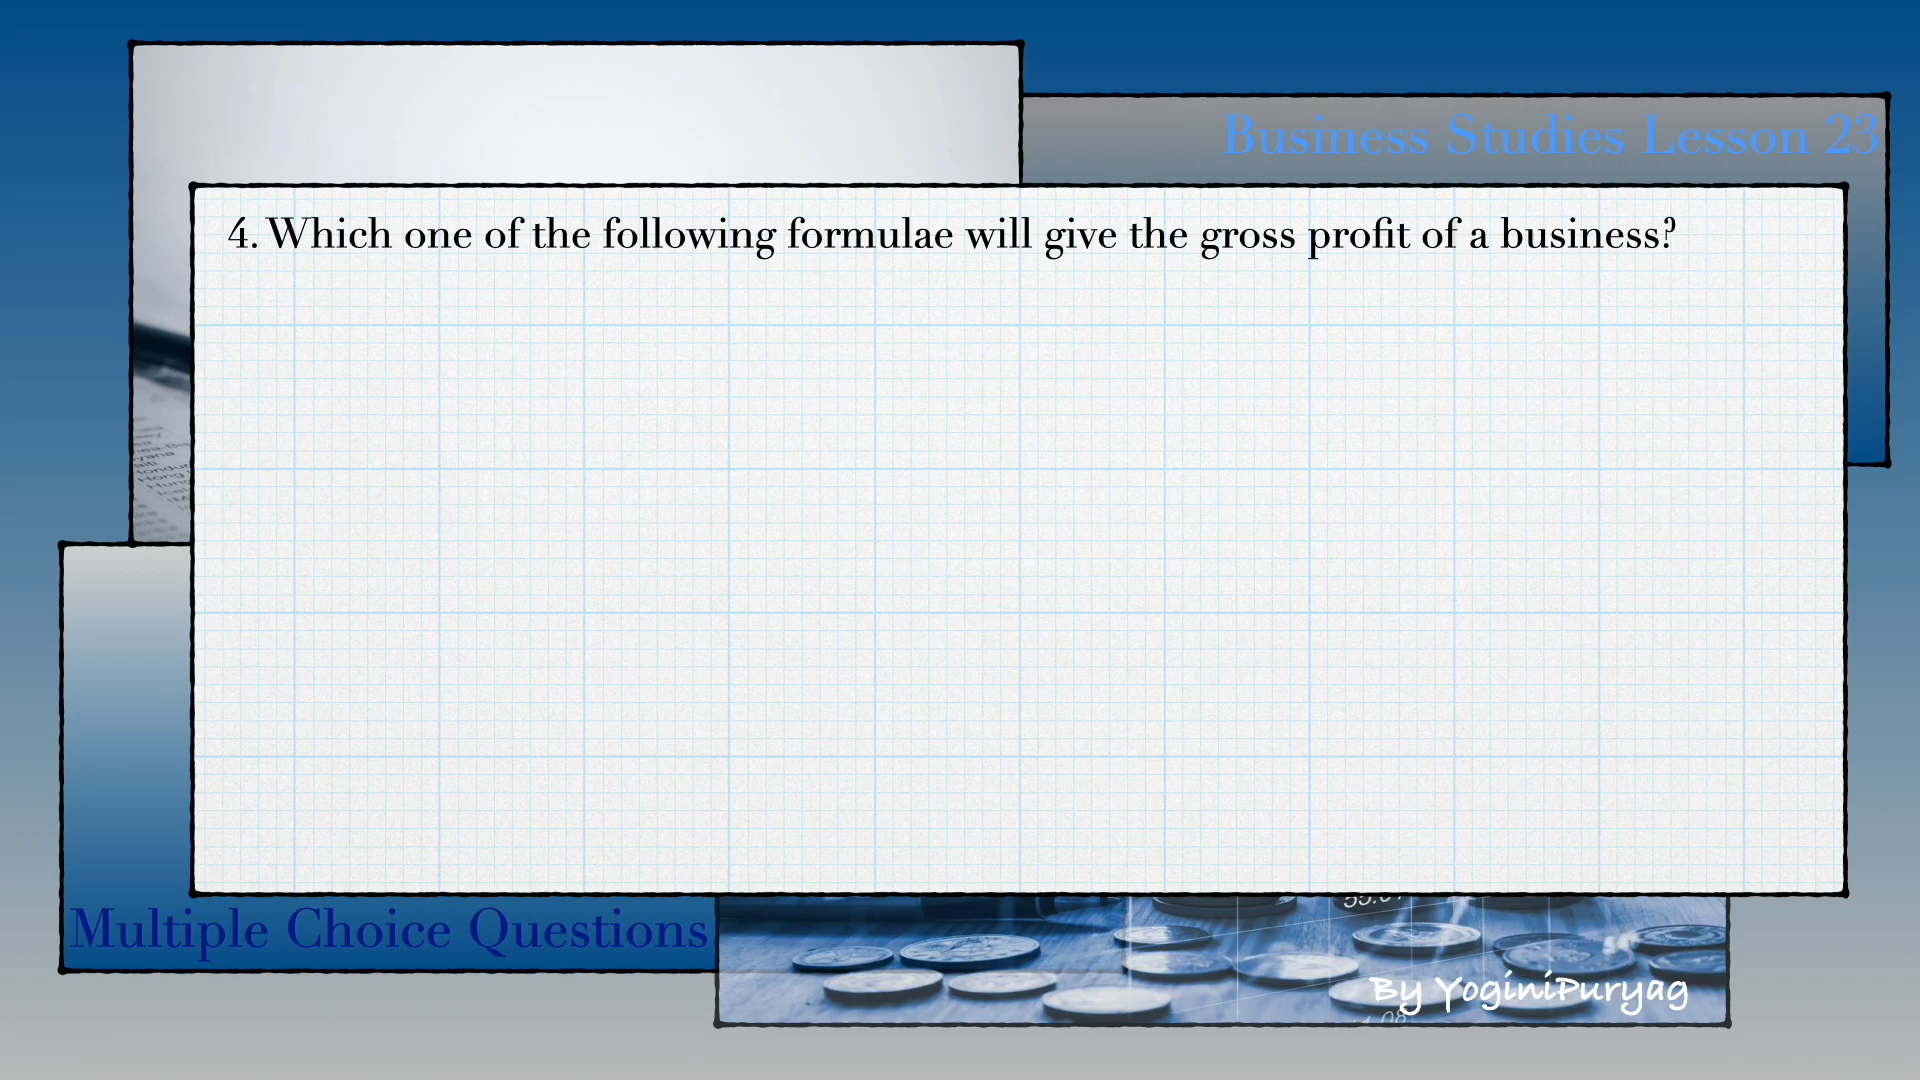 Business Studies Lesson 23
4. Which one of the following formulae will give the gross profit of a business?
Multiple Choice Questions
By YoginiPuryag